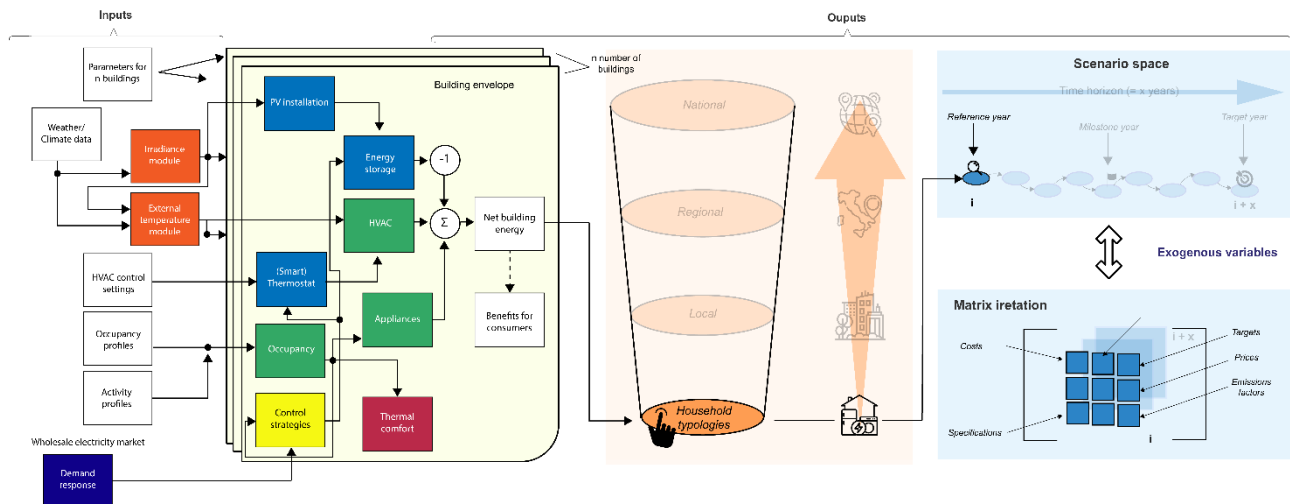 Inputs
Ouputs
Parameters for
n buildings
n number of
buildings
Building envelope
Weather/
Climate data
Irradiance
module
External
temperature
module
HVAC control
settings
Occupancy
profiles
Activity
profiles
Wholesale electricity market
Demand
response
PV installation
Energy
storage
-1
HVAC
Σ
Net building
energy
(Smart)
Thermostat
Appliances
Benefits for
consumers
Occupancy
Control
strategies
Thermal
comfort
National
Regional
Local
Household
typologies
Scenario space
Time horizon (= x years)
Reference year
Milestone year
Target year
i
i + x
Exogenous variables
Matrix iretation
Costs
Specifications
i + x
Targets
Prices
Emissions
factors
i